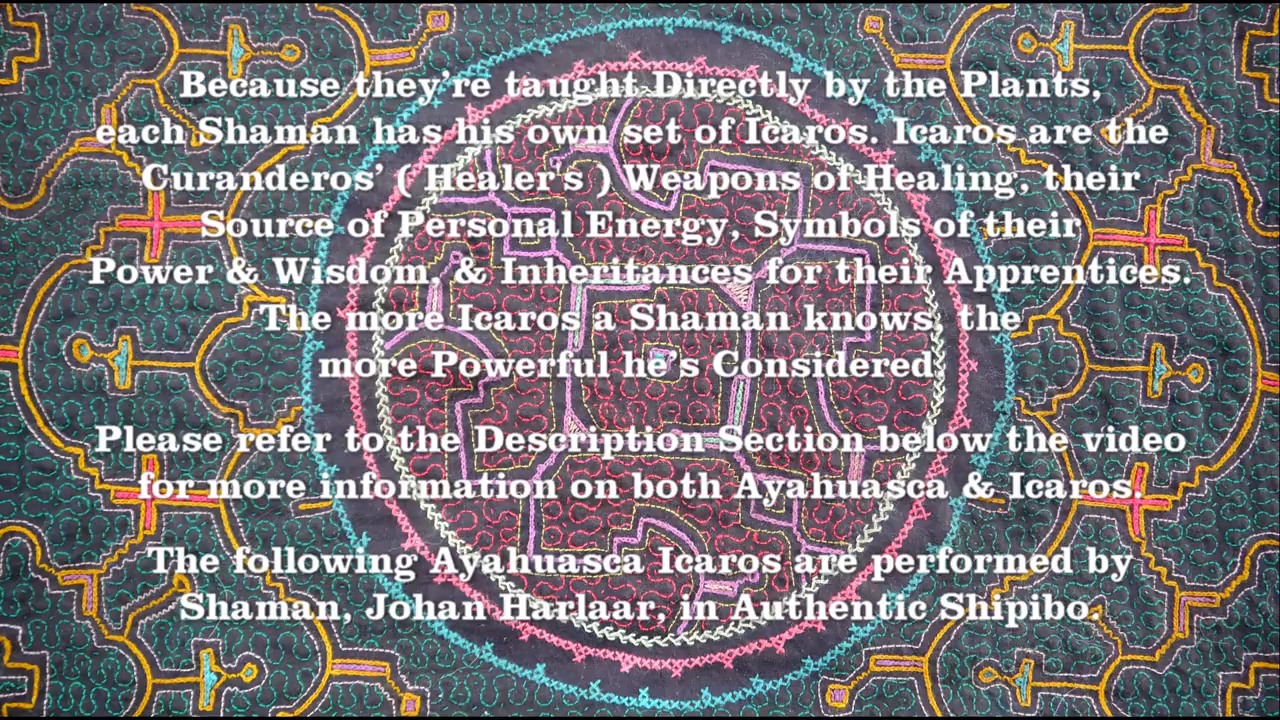 Because they're taught Directly by the Plants,
each Shaman has his own set of Icaros. Icaros are the
Curanderos' ( Healer's ) Weapons of Healing, their
Source of Personal Energy, Symbols of their
Power & Wisdom, & Inheritances for their Apprentices.
The more Icaros a Shaman knows, the
more Powerful he's Considered.
Please refer to the Description Section below the video
for more information on both Ayahuasca & Icaros.
The following Ayahuasca Icaros are performed by
Shaman, Johan Harlaar, in Authentic Shipibo.